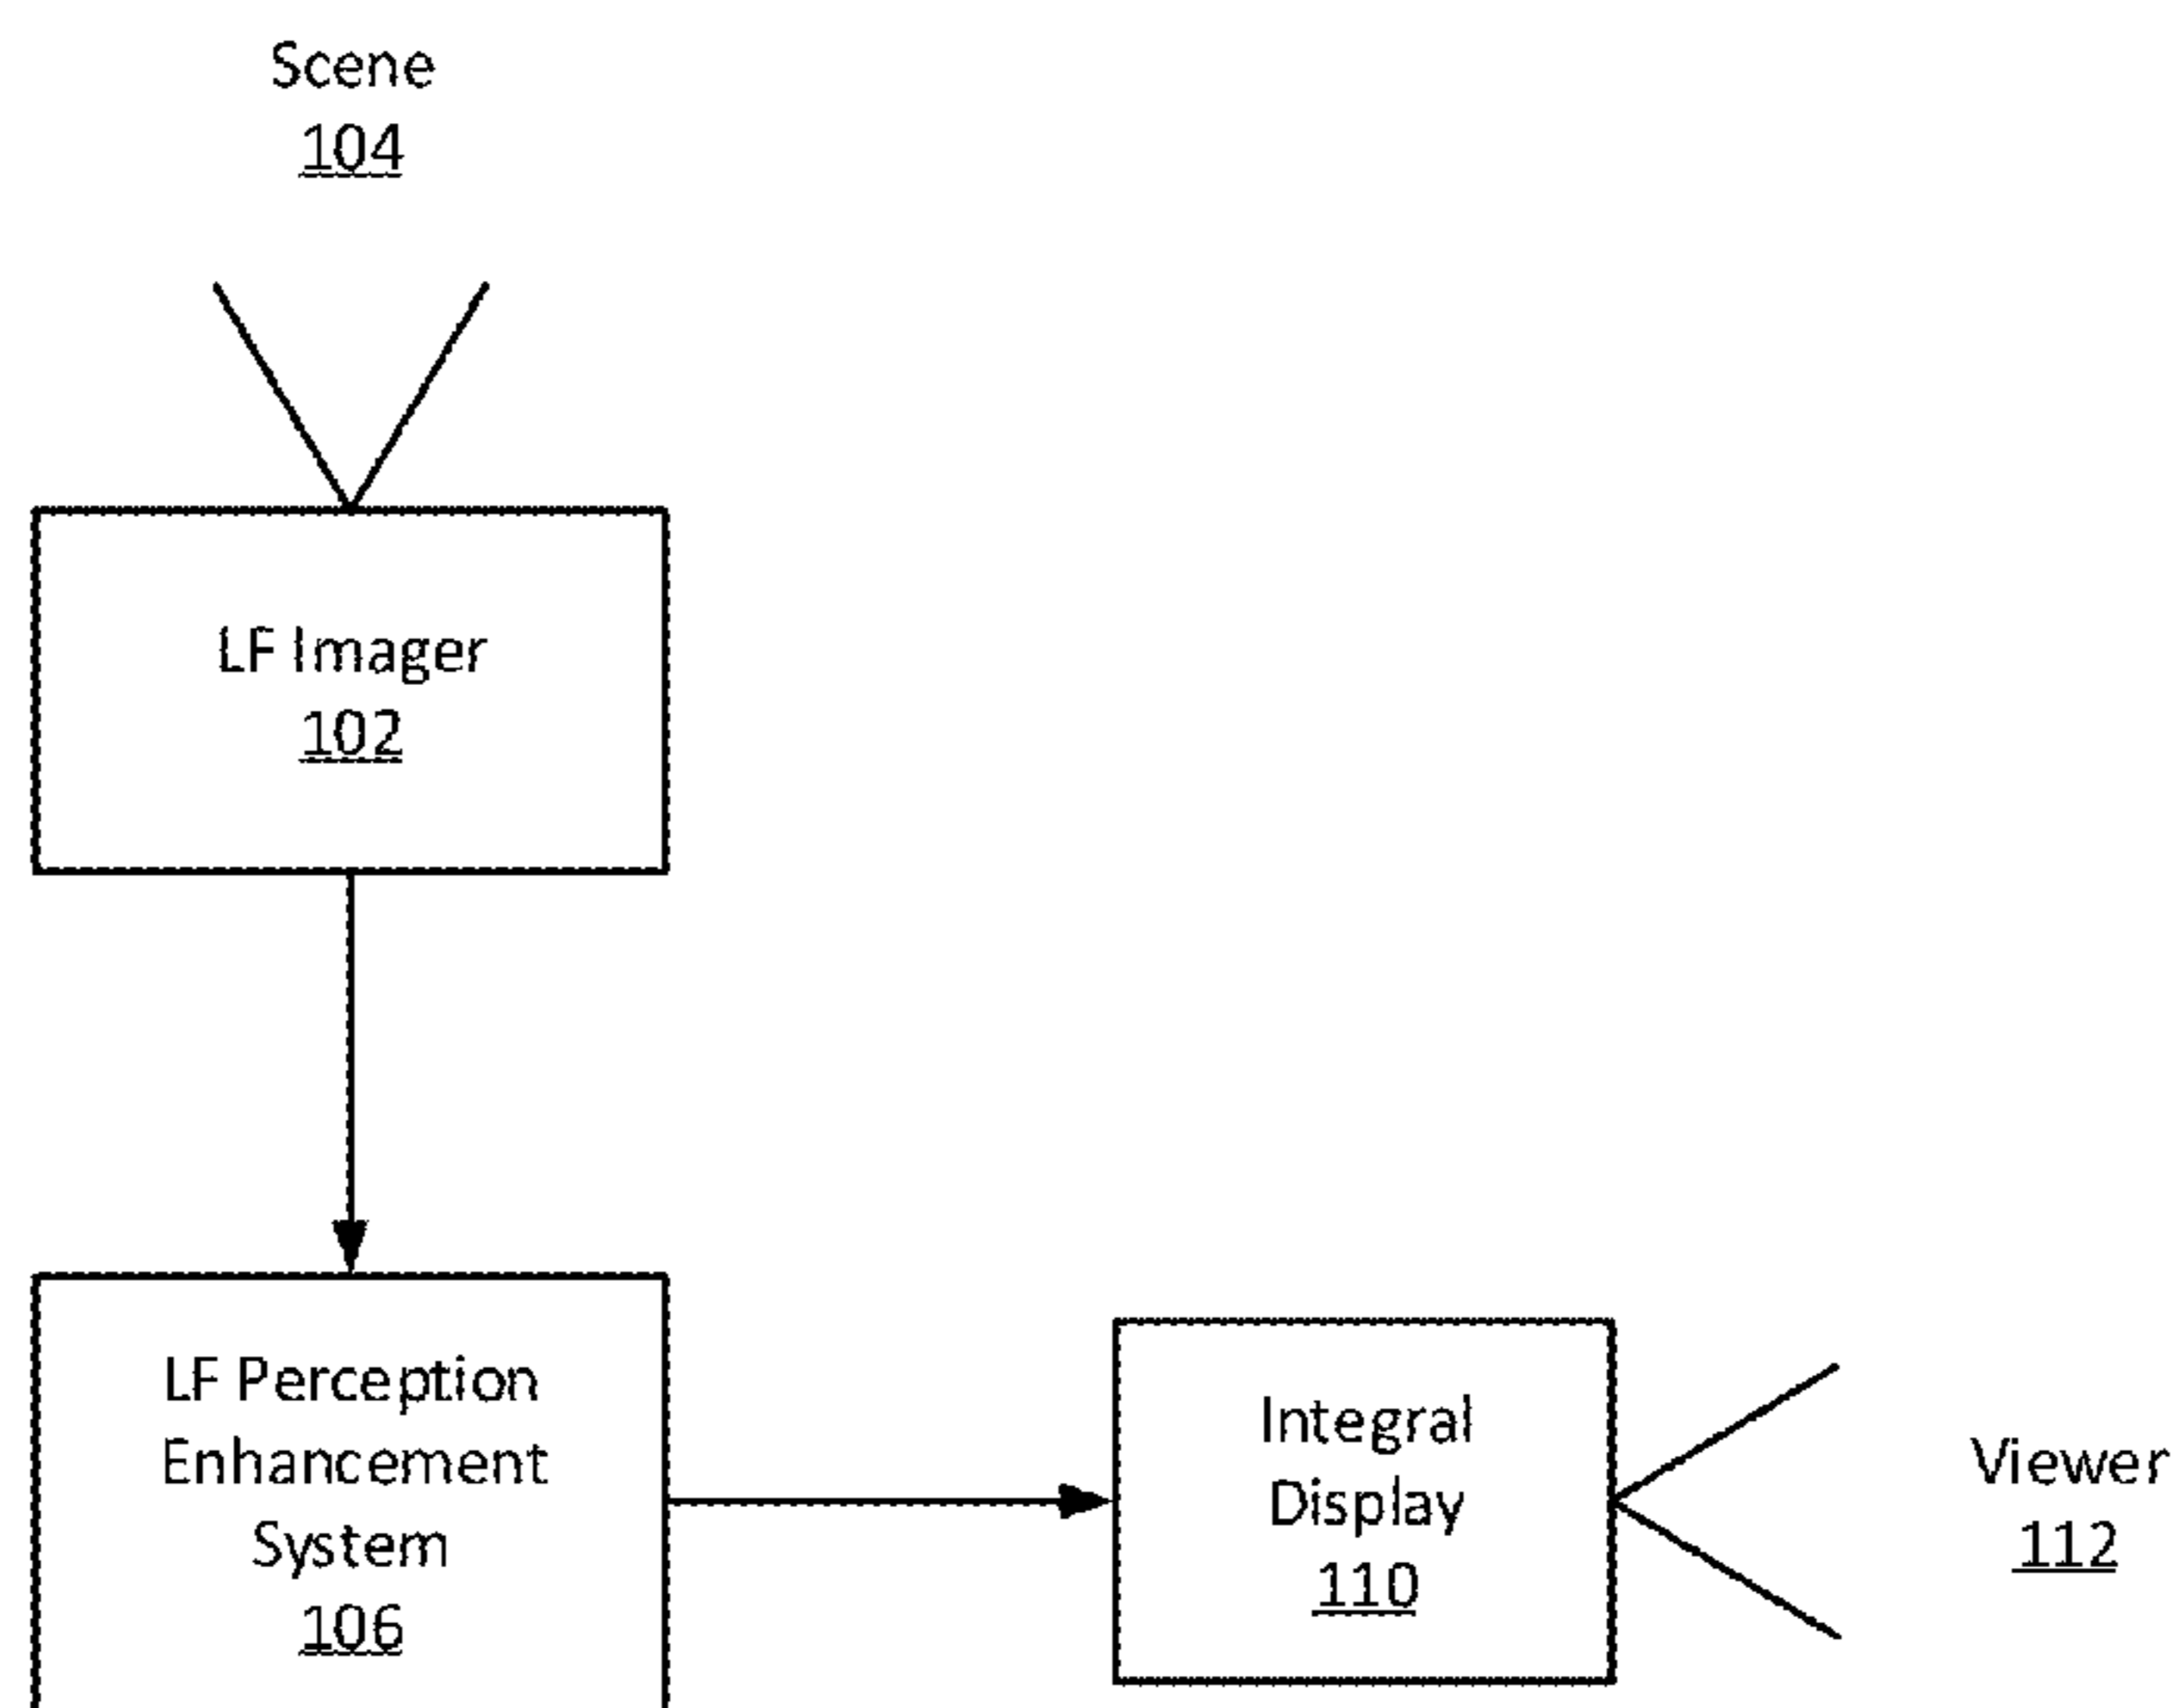 Scene
104
LF Imager
102
LF Perception
Enhancement
System
106
Integral
Display
110
Viewer
112